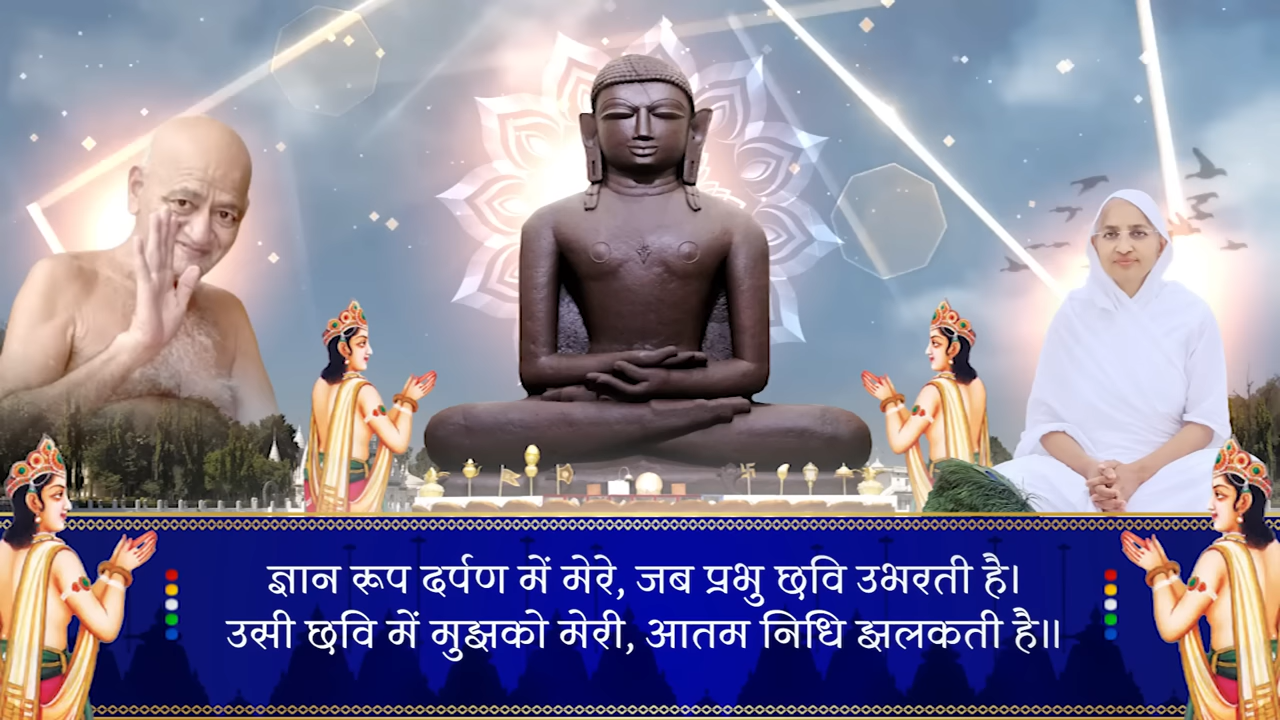 ज्ञान रूप दर्पण में मेरे, जब प्रभु छवि उभरती है।
उसी छवि में मुझको मेरी, आतम निधि झलकती है॥